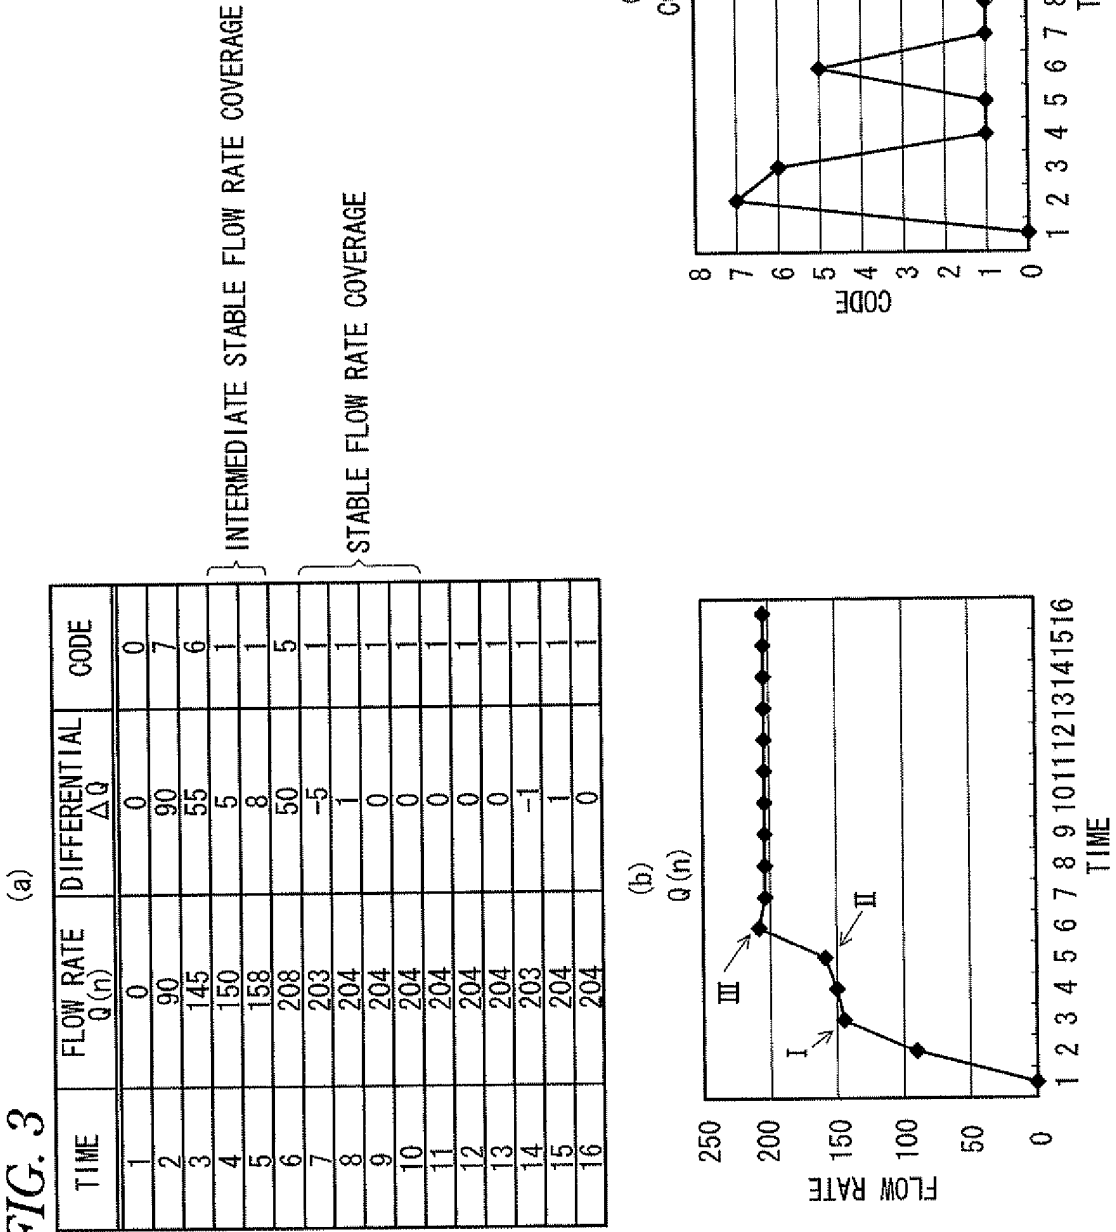 FIG. 3
(a)
TIME FLOW RATE Q(n) DIFFERENTIAL ΔQ CODE
1 0 0 0
2 90 90 7
3 145 55 6
4 150 5 1
5 158 8 1
6 208 50 5
7 203 -5 1
8 204 1 1
9 204 0 1
10 204 0 1
11 204 0 1
12 204 0 1
13 204 0 1
14 203 -1 1
15 204 1 1
16 204 0 1
INTERMEDIATE STABLE FLOW RATE COVERAGE
STABLE FLOW RATE COVERAGE
(b)
Q(n)
FLOW RATE
250
200
150
100
50
0
I
II
III
1 2 3 4 5 6 7 8 9 10 11 12 13 14 15 16
TIME
CODE
8
7
6
5
4
3
2
1
0
1 2 3 4 5 6 7 8